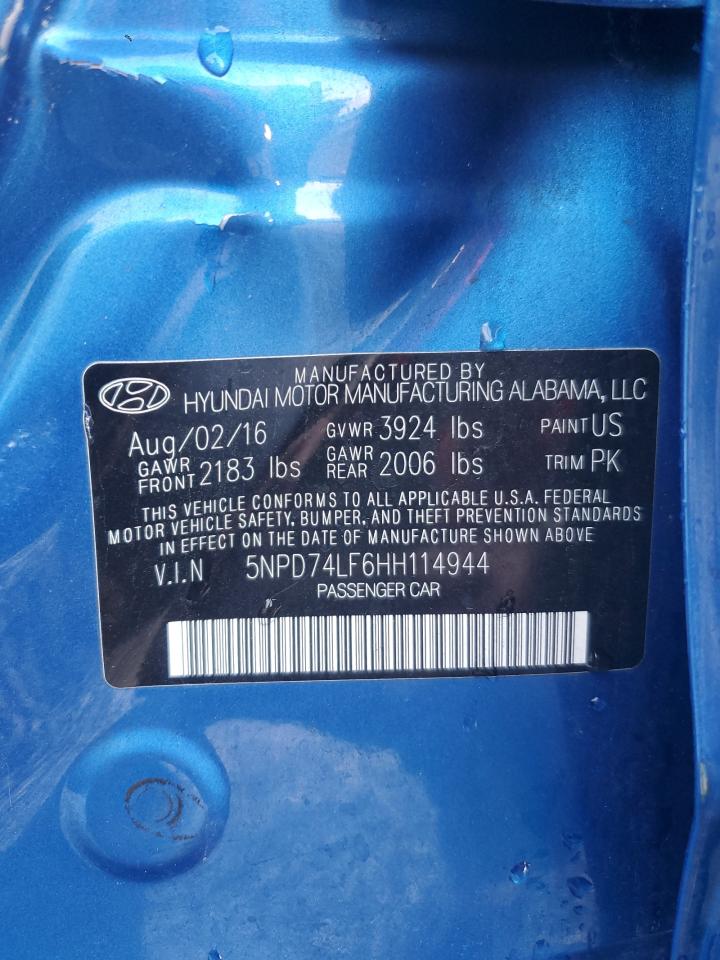 MANUFACTURED BY
HYUNDAI MOTOR MANUFACTURING ALABAMA, LLC
Aug/02/16 GVWR 3924 lbs PAINT US
GAWR FRONT 2183 lbs GAWR REAR 2006 lbs TRIM PK
THIS VEHICLE CONFORMS TO ALL APPLICABLE U.S.A. FEDERAL
MOTOR VEHICLE SAFETY, BUMPER, AND THEFT PREVENTION STANDARDS
IN EFFECT ON THE DATE OF MANUFACTURE SHOWN ABOVE
V.I.N 5NPD74LF6HH114944
PASSENGER CAR